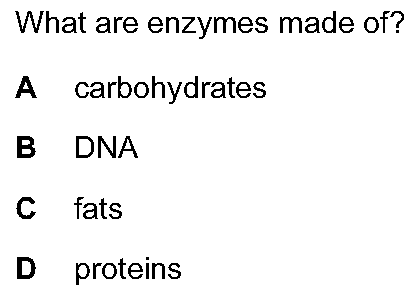 What are enzymes made of?
A carbohydrates
B DNA
C fats
D proteins